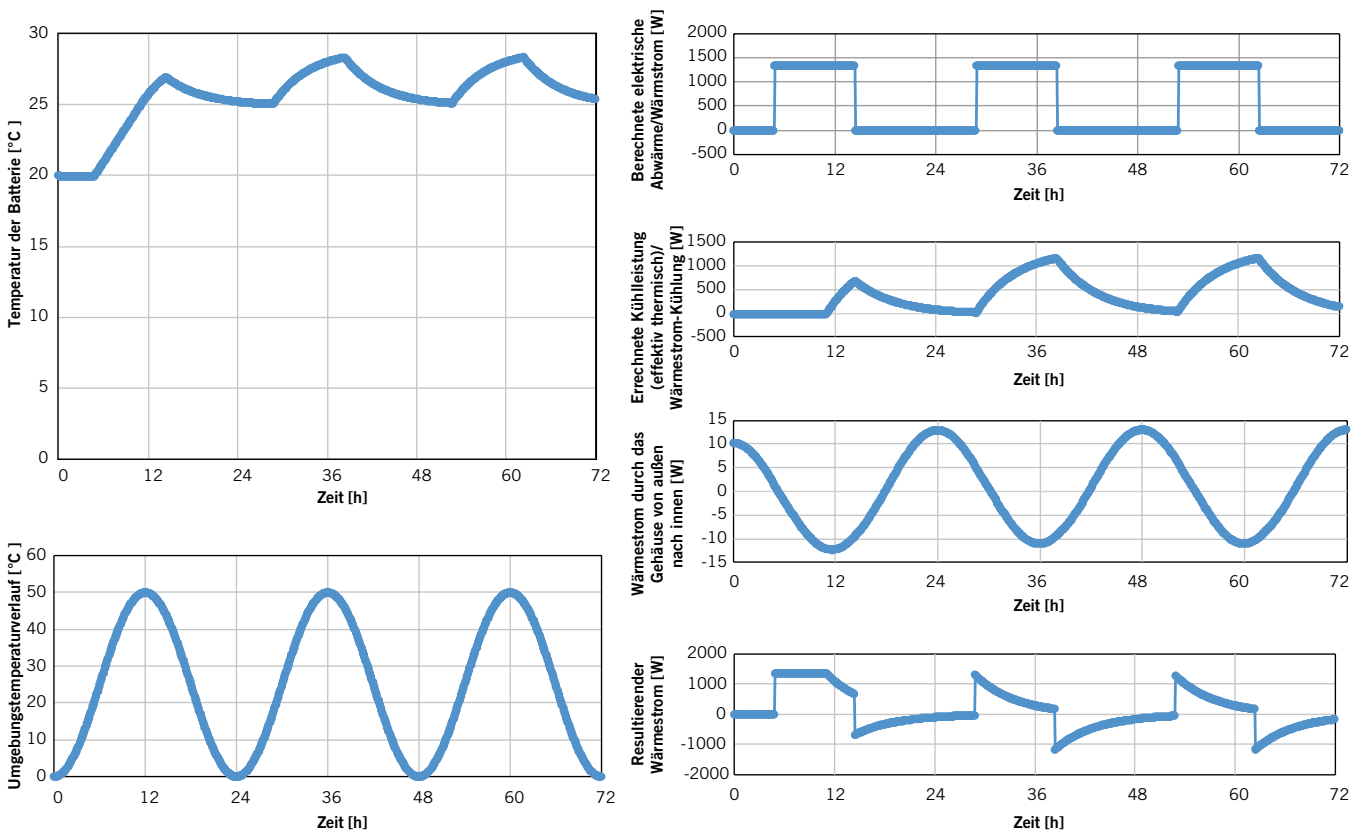 30
25
20
15
10
5
0
Temperatur der Batterie [°C ]
0 12 24 36 48 60 72
Zeit [h]
60
50
40
30
20
10
0
Umgebungstemperaturverlauf [°C ]
0 12 24 36 48 60 72
Zeit [h]
Berechnete elektrische
Abwärme/Wärmstrom [W]
2000
1500
1000
500
0
-500
0 12 24 36 48 60 72
Zeit [h]
Errechnete Kühlleistung
(effektiv thermisch)/
Wärmestrom-Kühlung [W]
1500
1000
500
0
-500
0 12 24 36 48 60 72
Zeit [h]
Wärmestrom durch das
Gehäuse von außen
nach innen [W]
15
10
5
0
-5
-10
-15
0 12 24 36 48 60 72
Zeit [h]
Resultierender
Wärmestrom [W]
2000
1000
0
-1000
-2000
0 12 24 36 48 60 72
Zeit [h]